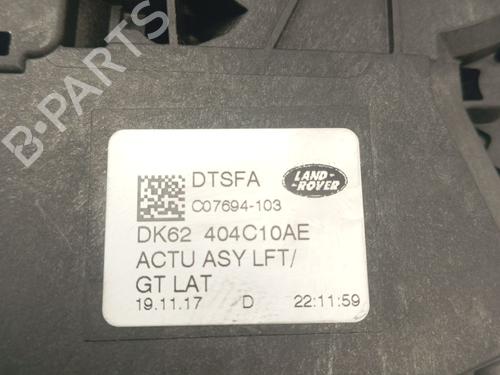 DTSFA
LAND-
ROVER
C07694-103
DK62 404C10AE
ACTU ASY LFT/
GT LAT
19.11.17 D 22:11:59
B-PARTS